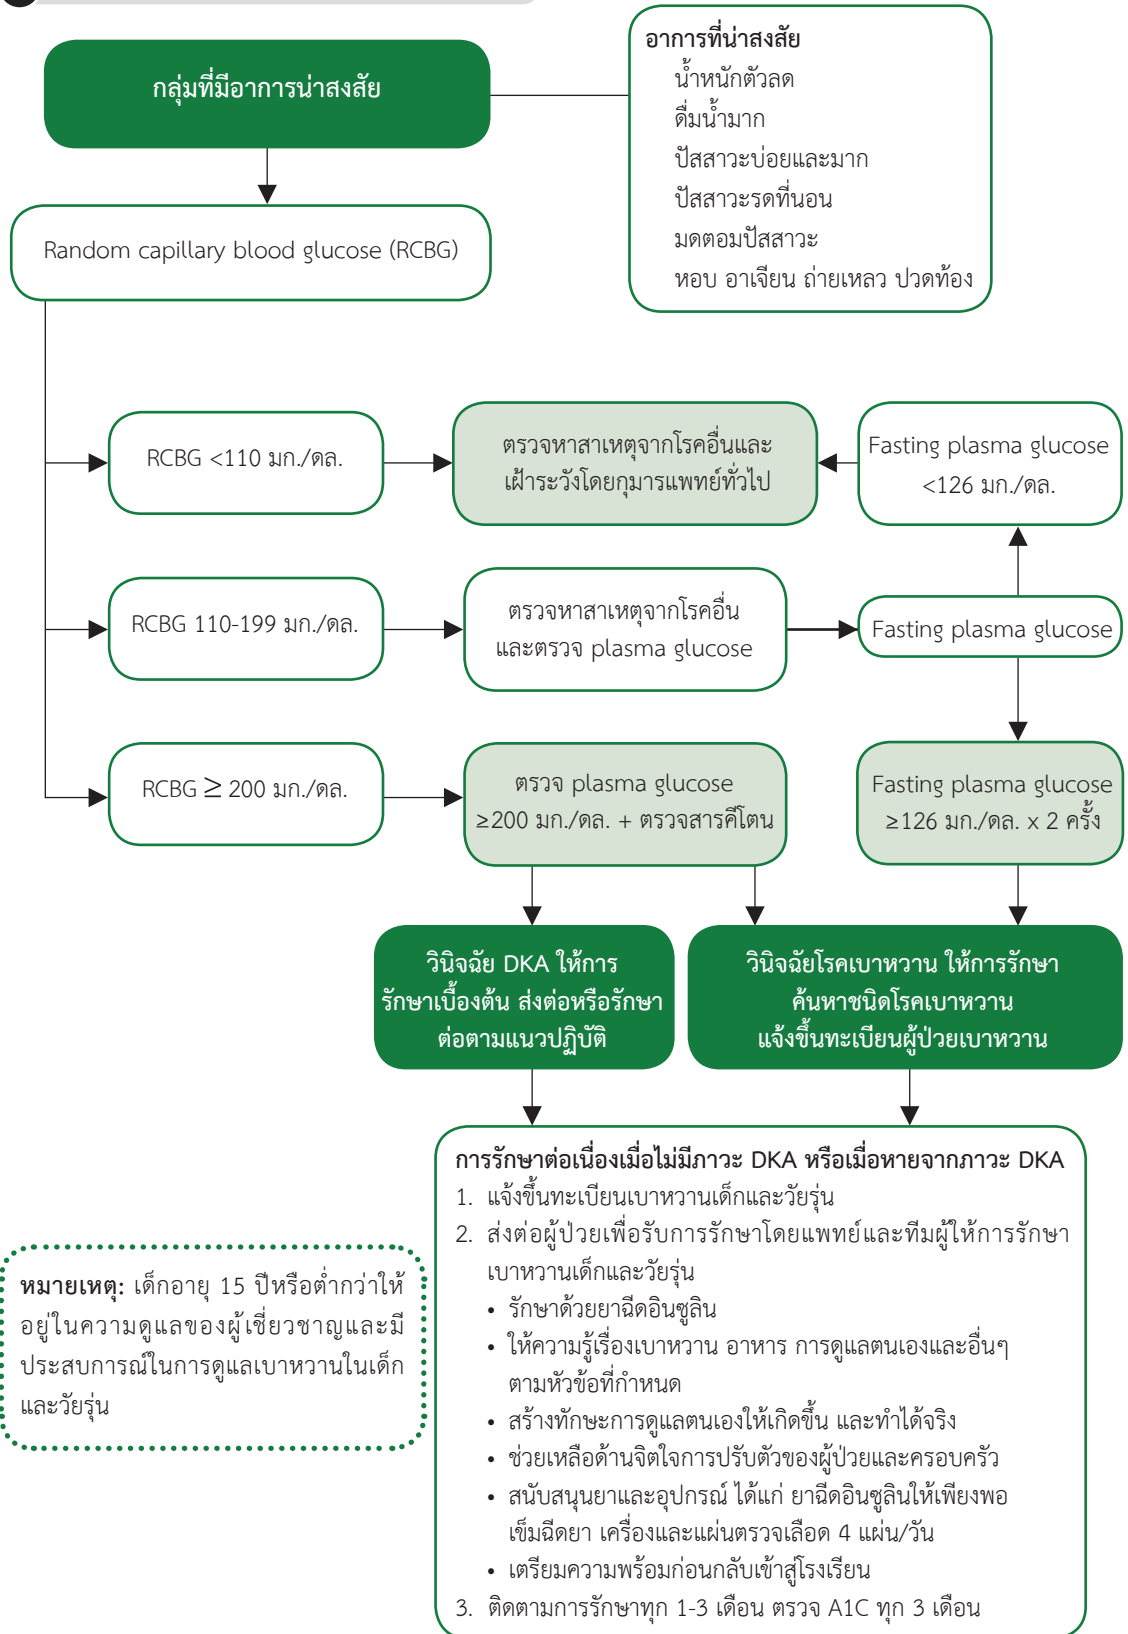 กลุ่มที่มีอาการน่าสงสัย
อาการที่น่าสงสัย
น้ำหนักตัวลด
ดื่มน้ำมาก
ปัสสาวะบ่อยและมาก
ปัสสาวะรดที่นอน
มดตอมปัสสาวะ
หอบ อาเจียน ถ่ายเหลว ปวดท้อง
Random capillary blood glucose (RCBG)
RCBG <110 มก./ดล.
ตรวจหาสาเหตุจากโรคอื่นและ
เฝ้าระวังโดยกุมารแพทย์ทั่วไป
Fasting plasma glucose
<126 มก./ดล.
RCBG 110-199 มก./ดล.
ตรวจหาสาเหตุจากโรคอื่น
และตรวจ plasma glucose
Fasting plasma glucose
RCBG ≥ 200 มก./ดล.
ตรวจ plasma glucose
≥200 มก./ดล. + ตรวจสารคีโตน
Fasting plasma glucose
≥126 มก./ดล. x 2 ครั้ง
วินิจฉัย DKA ให้การ
รักษาเบื้องต้น ส่งต่อหรือรักษา
ต่อตามแนวปฏิบัติ
วินิจฉัยโรคเบาหวาน ให้การรักษา
ค้นหาชนิดโรคเบาหวาน
แจ้งขึ้นทะเบียนผู้ป่วยเบาหวาน
การรักษาต่อเนื่องเมื่อไม่มีภาวะ DKA หรือเมื่อหายจากภาวะ DKA
1. แจ้งขึ้นทะเบียนเบาหวานเด็กและวัยรุ่น
2. ส่งต่อผู้ป่วยเพื่อรับการรักษาโดยแพทย์และทีมผู้ให้การรักษา
เบาหวานเด็กและวัยรุ่น
• รักษาด้วยยาฉีดอินซูลิน
• ให้ความรู้เรื่องเบาหวาน อาหาร การดูแลตนเองและอื่นๆ
ตามหัวข้อที่กำหนด
• สร้างทักษะการดูแลตนเองให้เกิดขึ้น และทำได้จริง
• ช่วยเหลือด้านจิตใจการปรับตัวของผู้ป่วยและครอบครัว
• สนับสนุนยาและอุปกรณ์ ได้แก่ ยาฉีดอินซูลินให้เพียงพอ
เข็มฉีดยา เครื่องและแผ่นตรวจเลือด 4 แผ่น/วัน
• เตรียมความพร้อมก่อนกลับเข้าสู่โรงเรียน
3. ติดตามการรักษาทุก 1-3 เดือน ตรวจ A1C ทุก 3 เดือน
หมายเหตุ: เด็กอายุ 15 ปีหรือต่ำกว่าให้
อยู่ในความดูแลของผู้เชี่ยวชาญและมี
ประสบการณ์ในการดูแลเบาหวานในเด็ก
และวัยรุ่น